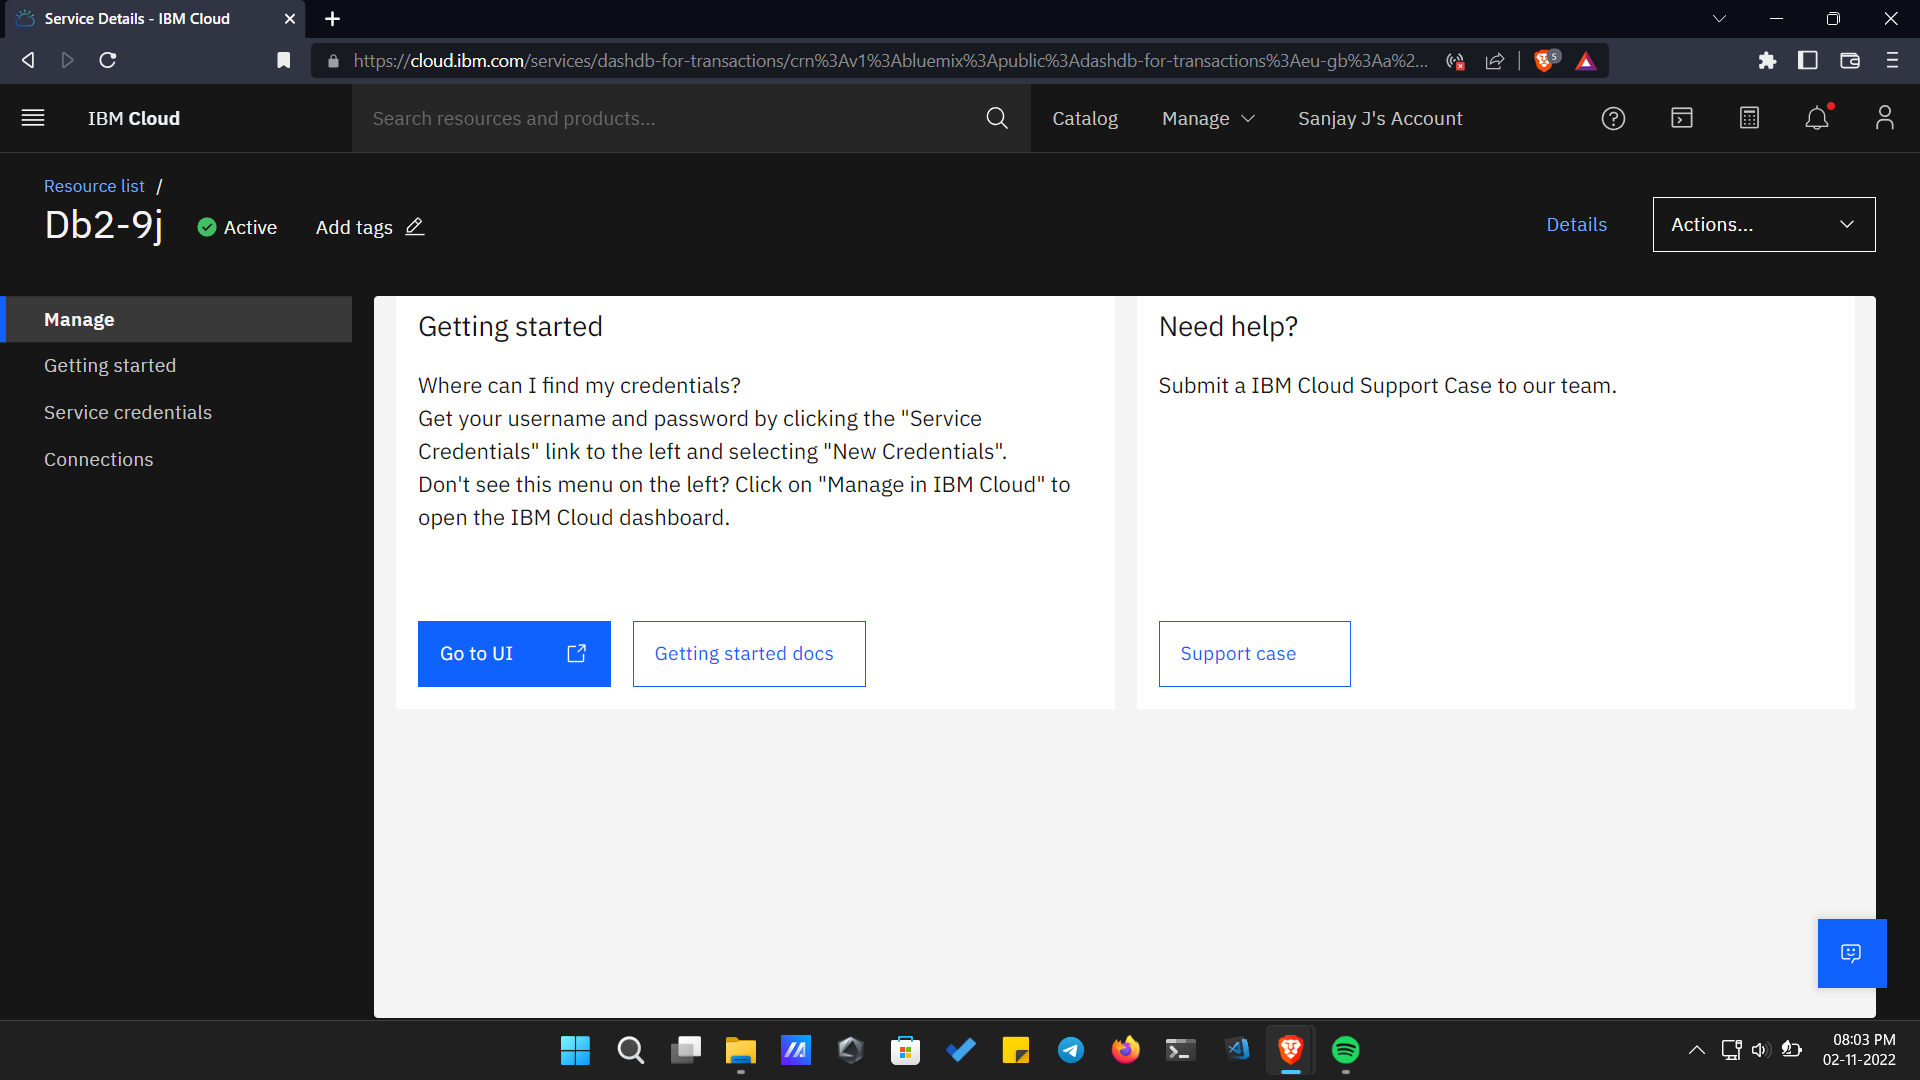 Service Details - IBM Cloud
https://cloud.ibm.com/services/dashdb-for-transactions/crn%3Av1%3Abluemix%3Apublic%3Adashdb-for-transactions%3Aeu-gb%3Aa%2...
5
IBM Cloud
Search resources and products...
Catalog
Manage
Sanjay J's Account
Resource list /
Db2-9j
Active
Add tags
Details
Actions...
Manage
Getting started
Service credentials
Connections
Getting started
Where can I find my credentials?
Get your username and password by clicking the "Service
Credentials" link to the left and selecting "New Credentials".
Don't see this menu on the left? Click on "Manage in IBM Cloud" to
open the IBM Cloud dashboard.
Go to UI
Getting started docs
Need help?
Submit a IBM Cloud Support Case to our team.
Support case
08:03 PM
02-11-2022